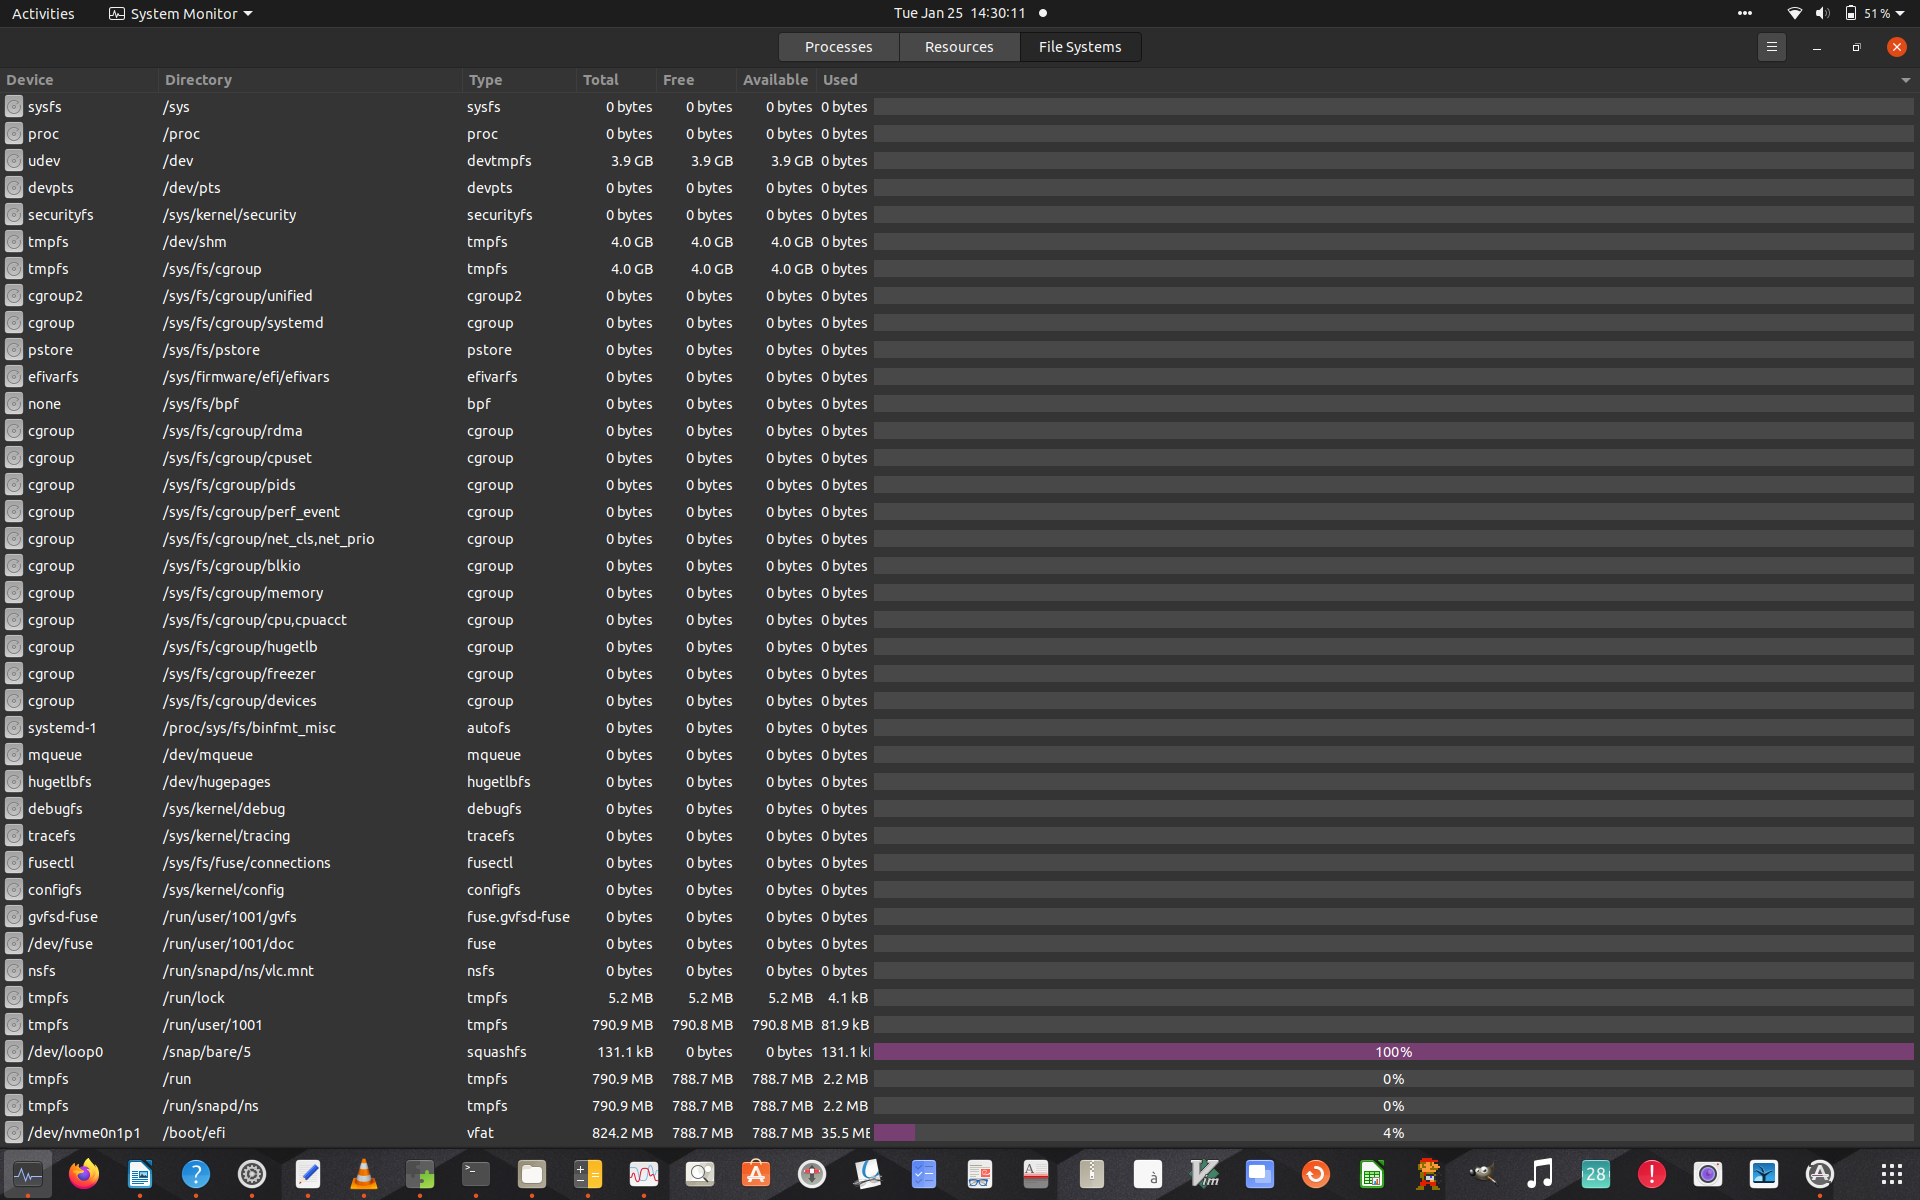 Activities System Monitor Tue Jan 25 14:30:11 51 %
Processes Resources File Systems
Device Directory Type Total Free Available Used
sysfs /sys sysfs 0 bytes 0 bytes 0 bytes 0 bytes
proc /proc proc 0 bytes 0 bytes 0 bytes 0 bytes
udev /dev devtmpfs 3.9 GB 3.9 GB 3.9 GB 0 bytes
devpts /dev/pts devpts 0 bytes 0 bytes 0 bytes 0 bytes
securityfs /sys/kernel/security securityfs 0 bytes 0 bytes 0 bytes 0 bytes
tmpfs /dev/shm tmpfs 4.0 GB 4.0 GB 4.0 GB 0 bytes
tmpfs /sys/fs/cgroup tmpfs 4.0 GB 4.0 GB 4.0 GB 0 bytes
cgroup2 /sys/fs/cgroup/unified cgroup2 0 bytes 0 bytes 0 bytes 0 bytes
cgroup /sys/fs/cgroup/systemd cgroup 0 bytes 0 bytes 0 bytes 0 bytes
pstore /sys/fs/pstore pstore 0 bytes 0 bytes 0 bytes 0 bytes
efivarfs /sys/firmware/efi/efivars efivarfs 0 bytes 0 bytes 0 bytes 0 bytes
none /sys/fs/bpf bpf 0 bytes 0 bytes 0 bytes 0 bytes
cgroup /sys/fs/cgroup/rdma cgroup 0 bytes 0 bytes 0 bytes 0 bytes
cgroup /sys/fs/cgroup/cpuset cgroup 0 bytes 0 bytes 0 bytes 0 bytes
cgroup /sys/fs/cgroup/pids cgroup 0 bytes 0 bytes 0 bytes 0 bytes
cgroup /sys/fs/cgroup/perf_event cgroup 0 bytes 0 bytes 0 bytes 0 bytes
cgroup /sys/fs/cgroup/net_cls,net_prio cgroup 0 bytes 0 bytes 0 bytes 0 bytes
cgroup /sys/fs/cgroup/blkio cgroup 0 bytes 0 bytes 0 bytes 0 bytes
cgroup /sys/fs/cgroup/memory cgroup 0 bytes 0 bytes 0 bytes 0 bytes
cgroup /sys/fs/cgroup/cpu,cpuacct cgroup 0 bytes 0 bytes 0 bytes 0 bytes
cgroup /sys/fs/cgroup/hugetlb cgroup 0 bytes 0 bytes 0 bytes 0 bytes
cgroup /sys/fs/cgroup/freezer cgroup 0 bytes 0 bytes 0 bytes 0 bytes
cgroup /sys/fs/cgroup/devices cgroup 0 bytes 0 bytes 0 bytes 0 bytes
systemd-1 /proc/sys/fs/binfmt_misc autofs 0 bytes 0 bytes 0 bytes 0 bytes
mqueue /dev/mqueue mqueue 0 bytes 0 bytes 0 bytes 0 bytes
hugetlbfs /dev/hugepages hugetlbfs 0 bytes 0 bytes 0 bytes 0 bytes
debugfs /sys/kernel/debug debugfs 0 bytes 0 bytes 0 bytes 0 bytes
tracefs /sys/kernel/tracing tracefs 0 bytes 0 bytes 0 bytes 0 bytes
fusectl /sys/fs/fuse/connections fusectl 0 bytes 0 bytes 0 bytes 0 bytes
configfs /sys/kernel/config configfs 0 bytes 0 bytes 0 bytes 0 bytes
gvfsd-fuse /run/user/1001/gvfs fuse.gvfsd-fuse 0 bytes 0 bytes 0 bytes 0 bytes
/dev/fuse /run/user/1001/doc fuse 0 bytes 0 bytes 0 bytes 0 bytes
nsfs /run/snapd/ns/vlc.mnt nsfs 0 bytes 0 bytes 0 bytes 0 bytes
tmpfs /run/lock tmpfs 5.2 MB 5.2 MB 5.2 MB 4.1 kB
tmpfs /run/user/1001 tmpfs 790.9 MB 790.8 MB 790.8 MB 81.9 kB
/dev/loop0 /snap/bare/5 squashfs 131.1 kB 0 bytes 0 bytes 131.1 k 100%
tmpfs /run tmpfs 790.9 MB 788.7 MB 788.7 MB 2.2 MB 0%
tmpfs /run/snapd/ns tmpfs 790.9 MB 788.7 MB 788.7 MB 2.2 MB 0%
/dev/nvme0n1p1 /boot/efi vfat 824.2 MB 788.7 MB 788.7 MB 35.5 ME 4%
? >_ A à Vim 28